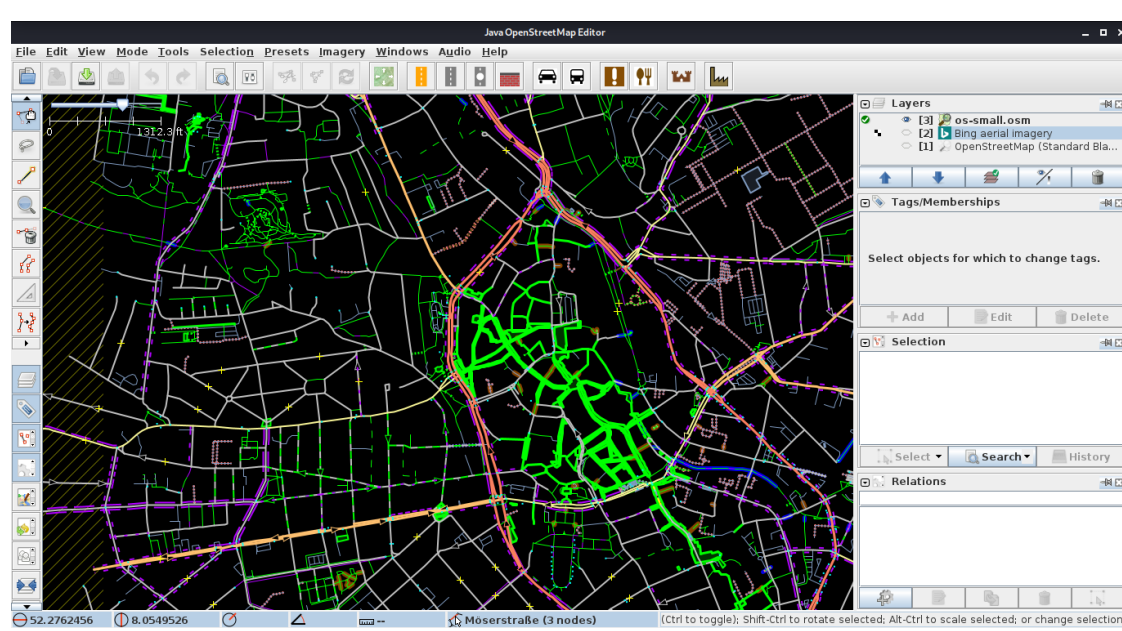 Java OpenStreetMap Editor
File Edit View Mode Tools Selection Presets Imagery Windows Audio Help
0 1312.3 ft
Layers
[3] os-small.osm
[2] Bing aerial imagery
[1] OpenStreetMap (Standard Bla...
Tags/Memberships
Select objects for which to change tags.
Add Edit Delete
Selection
Select Search History
Relations
52.2762456 8.0549526 -- Möserstraße (3 nodes) (Ctrl to toggle); Shift-Ctrl to rotate selected; Alt-Ctrl to scale selected; or change selection